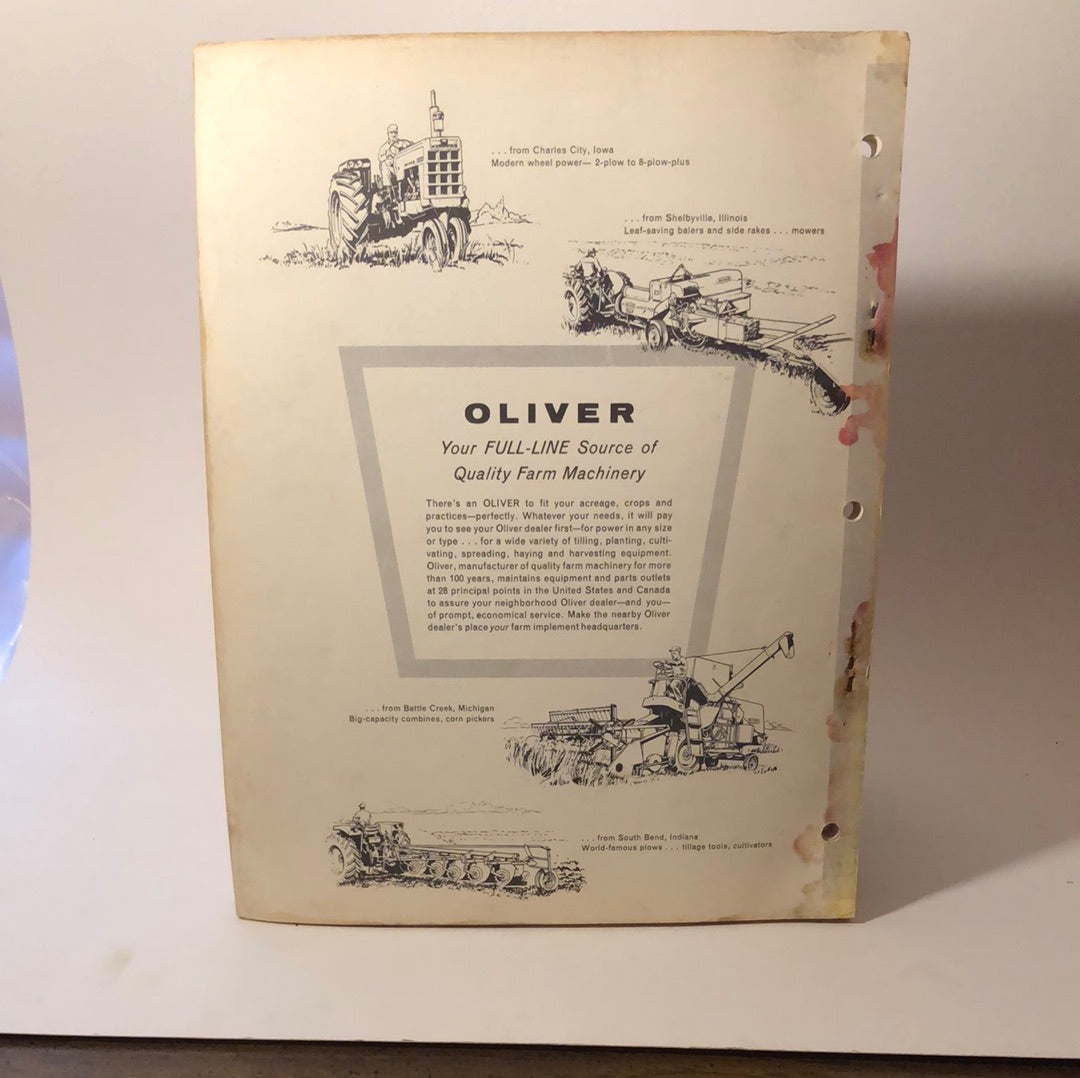 . . . from Charles City, Iowa
Modern wheel power— 2-plow to 8-plow-plus
. . . from Shelbyville, Illinois
Leaf-saving balers and side rakes . . . mowers
OLIVER
Your FULL-LINE Source of
Quality Farm Machinery
There's an OLIVER to fit your acreage, crops and
practices—perfectly. Whatever your needs, it will pay
you to see your Oliver dealer first—for power in any size
or type . . . for a wide variety of tilling, planting, culti-
vating, spreading, haying and harvesting equipment.
Oliver, manufacturer of quality farm machinery for more
than 100 years, maintains equipment and parts outlets
at 28 principal points in the United States and Canada
to assure your neighborhood Oliver dealer—and you—
of prompt, economical service. Make the nearby Oliver
dealer's place your farm implement headquarters.
. . . from Battle Creek, Michigan
Big-capacity combines, corn pickers
. . . from South Bend, Indiana
World-famous plows . . . tillage tools, cultivators